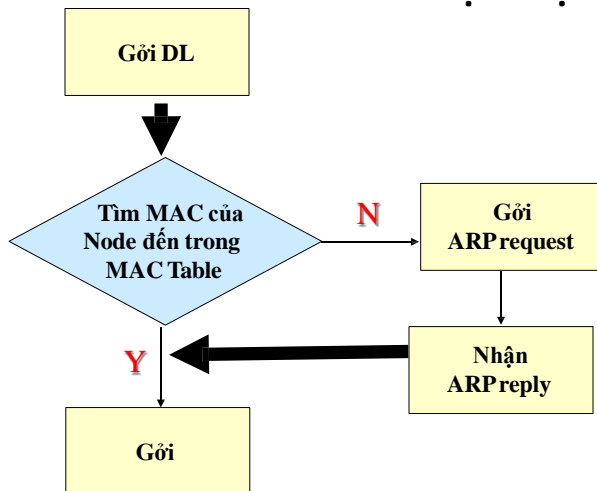 Gởi DL
Tìm MAC của
Node đến trong
MAC Table
N
Gởi
ARP request
Y
Nhận
ARP reply
Gởi